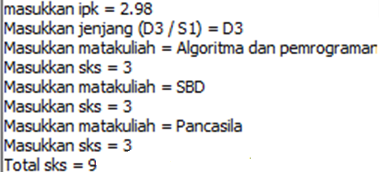 masukkan ipk = 2.98
Masukkan jenjang (D3 / S1) = D3
Masukkan matakuliah = Algoritma dan pemrograman
Masukkan sks = 3
Masukkan matakuliah = SBD
Masukkan sks = 3
Masukkan matakuliah = Pancasila
Masukkan sks = 3
Total sks = 9